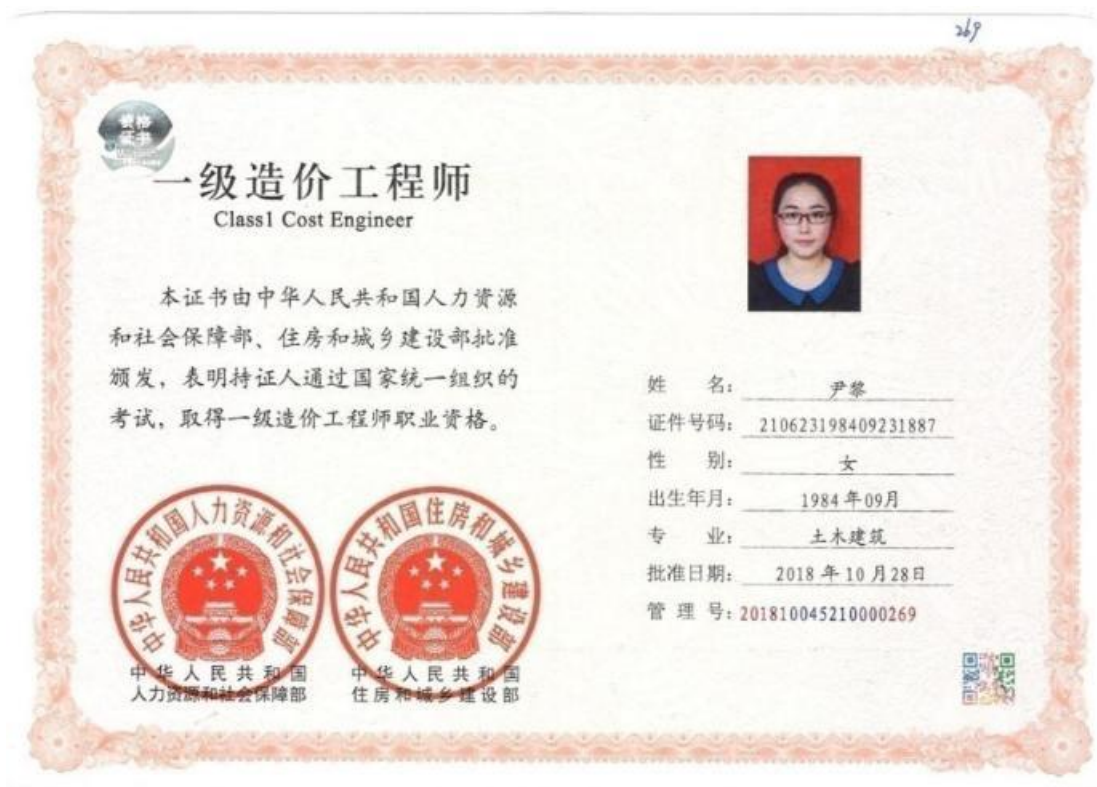 269
资格
证书
一级造价工程师
Class1 Cost Engineer
本证书由中华人民共和国人力资源
和社会保障部、住房和城乡建设部批准
颁发，表明持证人通过国家统一组织的
考试，取得一级造价工程师职业资格。
中华人民共和国人力资源和社会保障部
中华人民共和国
人力资源和社会保障部
中华人民共和国住房和城乡建设部
中华人民共和国
住房和城乡建设部
姓 名：尹黎
证件号码：210623198409231887
性 别：女
出生年月：1984年09月
专 业：土木建筑
批准日期：2018年10月28日
管 理 号：201810045210000269